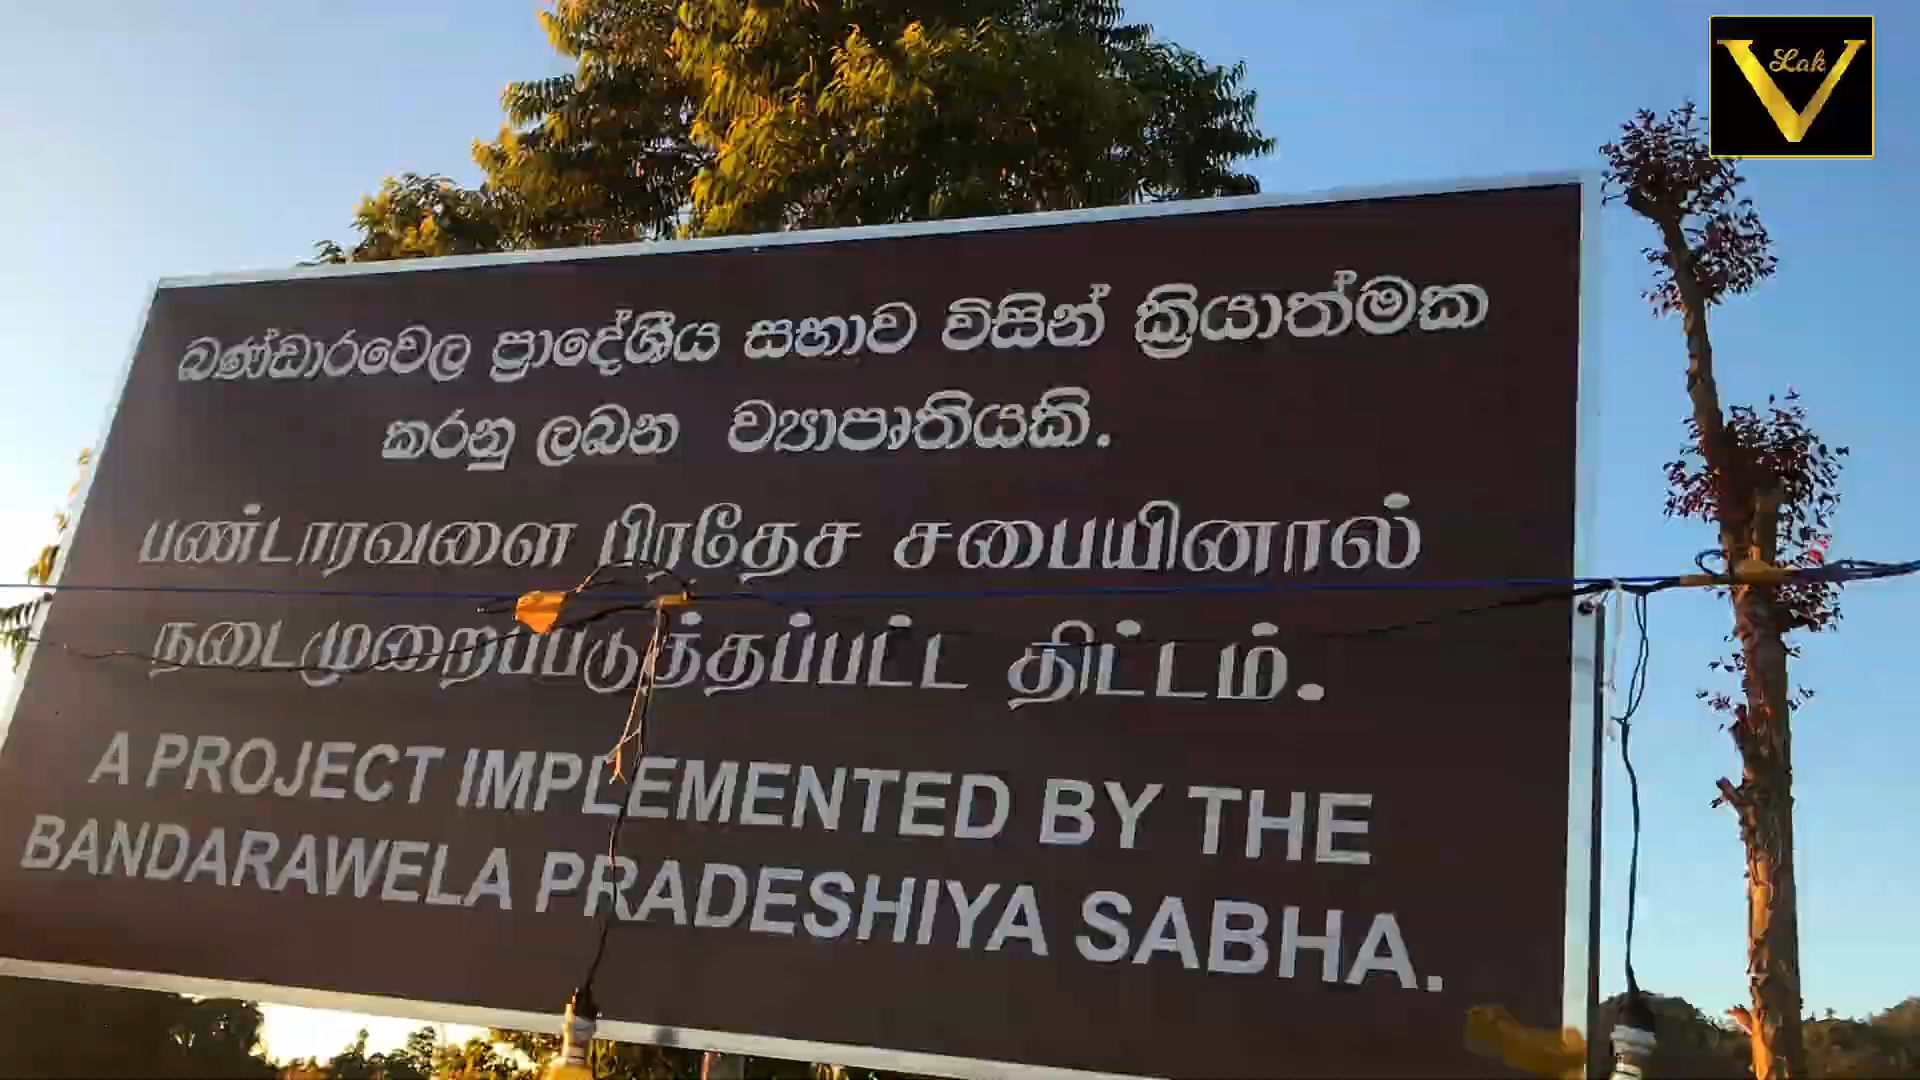 Lak
V
බණ්ඩාරවෙල ප්‍රාදේශීය සභාව විසින් ක්‍රියාත්මක
කරනු ලබන ව්‍යාපෘතියකි.
பண்டாரவளை பிரதேச சபையினால்
நடைமுறைப்படுத்தப்பட்ட திட்டம்.
A PROJECT IMPLEMENTED BY THE
BANDARAWELA PRADESHIYA SABHA.